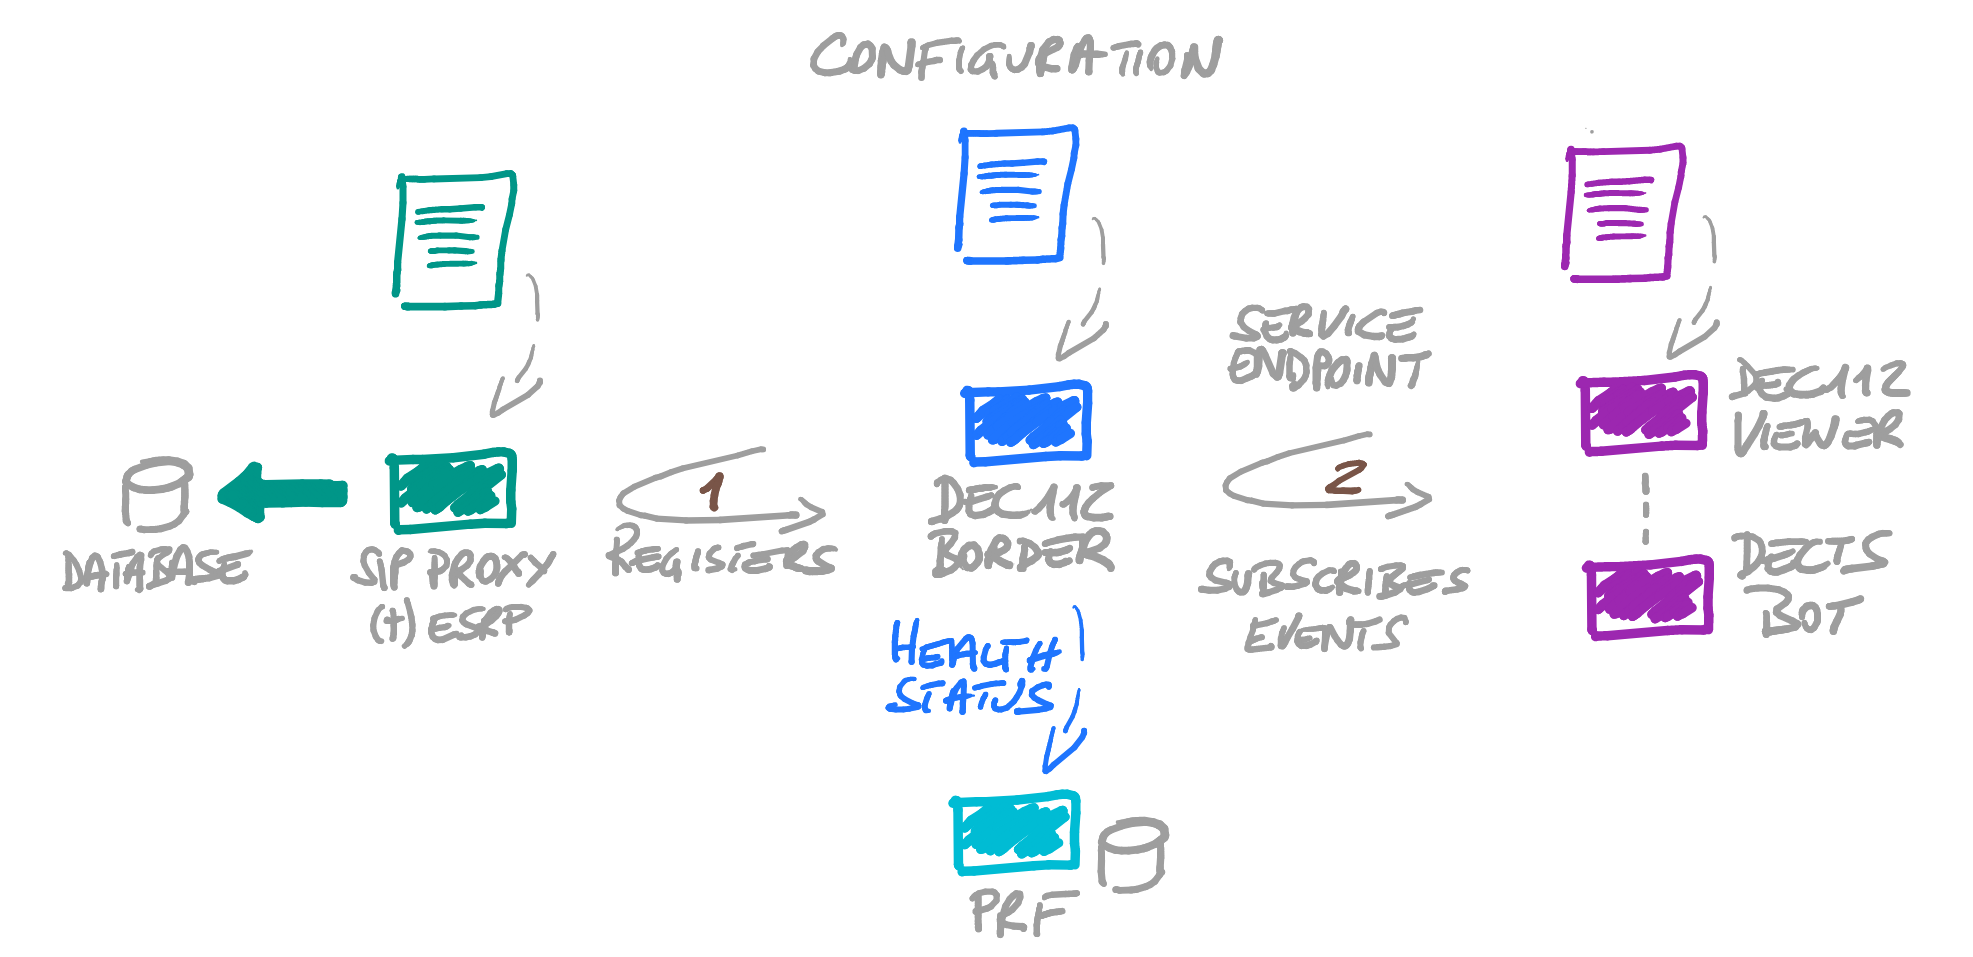 CONFIGURATION
SERVICE
ENDPOINT
DEC112
VIEWER
1
2
DATABASE
SIP PROXY
(+) ESRP
REGISTERS
DEC112
BORDER
SUBSCRIBES
EVENTS
DECTS
BOT
HEALTH
STATUS
PRF